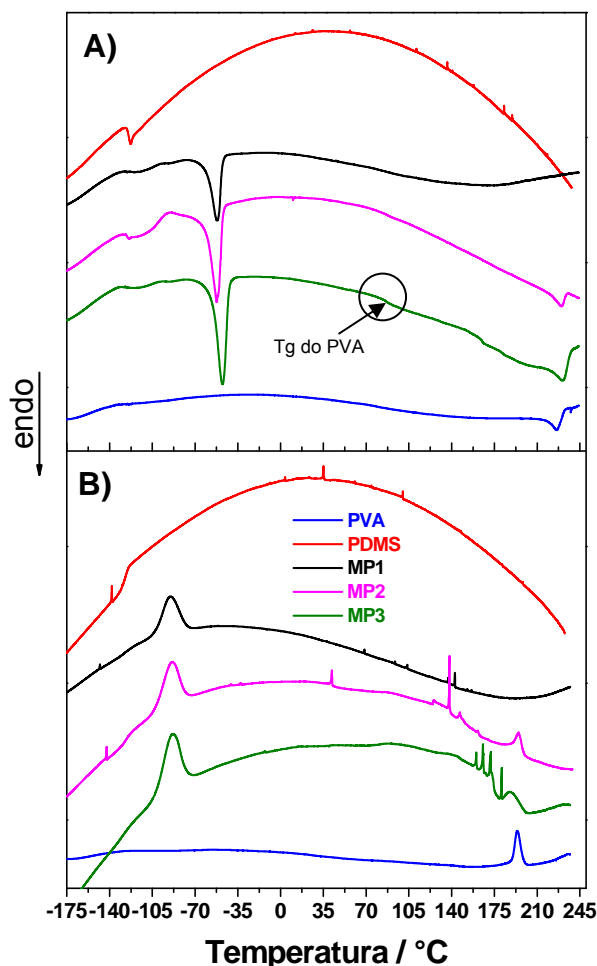 A)
Tg do PVA
endo
B)
PVA
PDMS
MP1
MP2
MP3
-175 -140 -105 -70 -35 0 35 70 105 140 175 210 245
Temperatura / °C